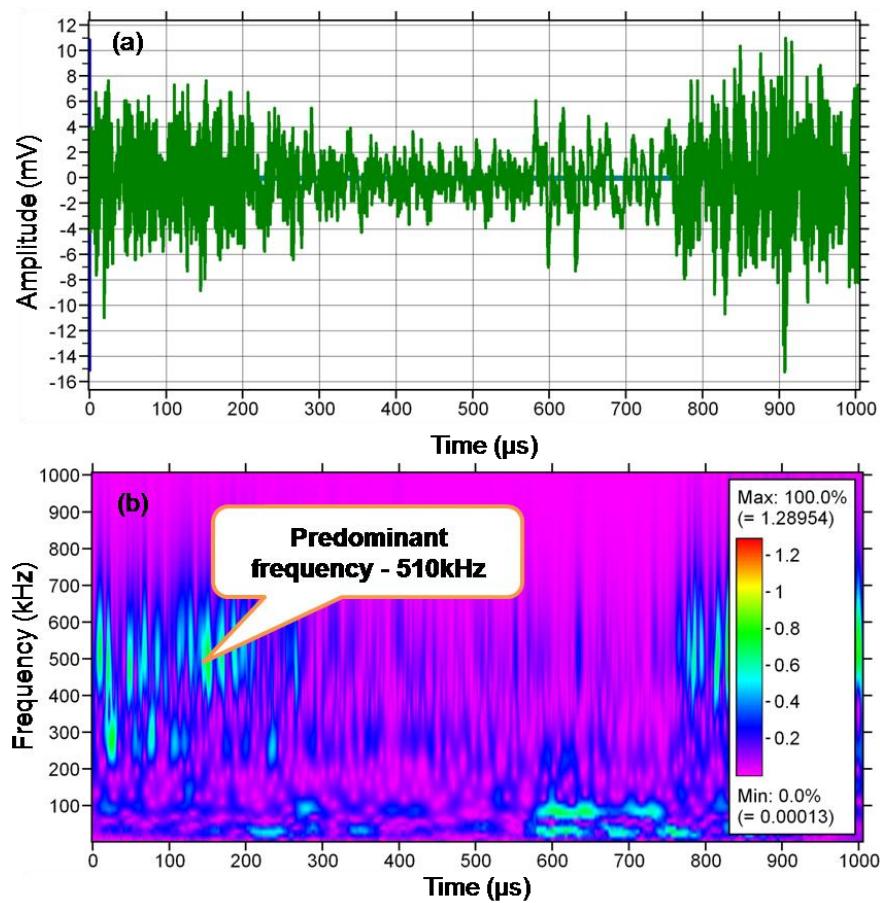 (a)
12
10
8
6
4
2
0
-2
-4
-6
-8
-10
-12
-14
-16
Amplitude (mV)
0 100 200 300 400 500 600 700 800 900 1000
Time (µs)
(b)
1000
900
800
700
600
500
400
300
200
100
Frequency (kHz)
Predominant
frequency - 510kHz
Max: 100.0%
(= 1.28954)
- 1.2
- 1
- 0.8
- 0.6
- 0.4
- 0.2
Min: 0.0%
(= 0.00013)
0 100 200 300 400 500 600 700 800 900 1000
Time (µs)